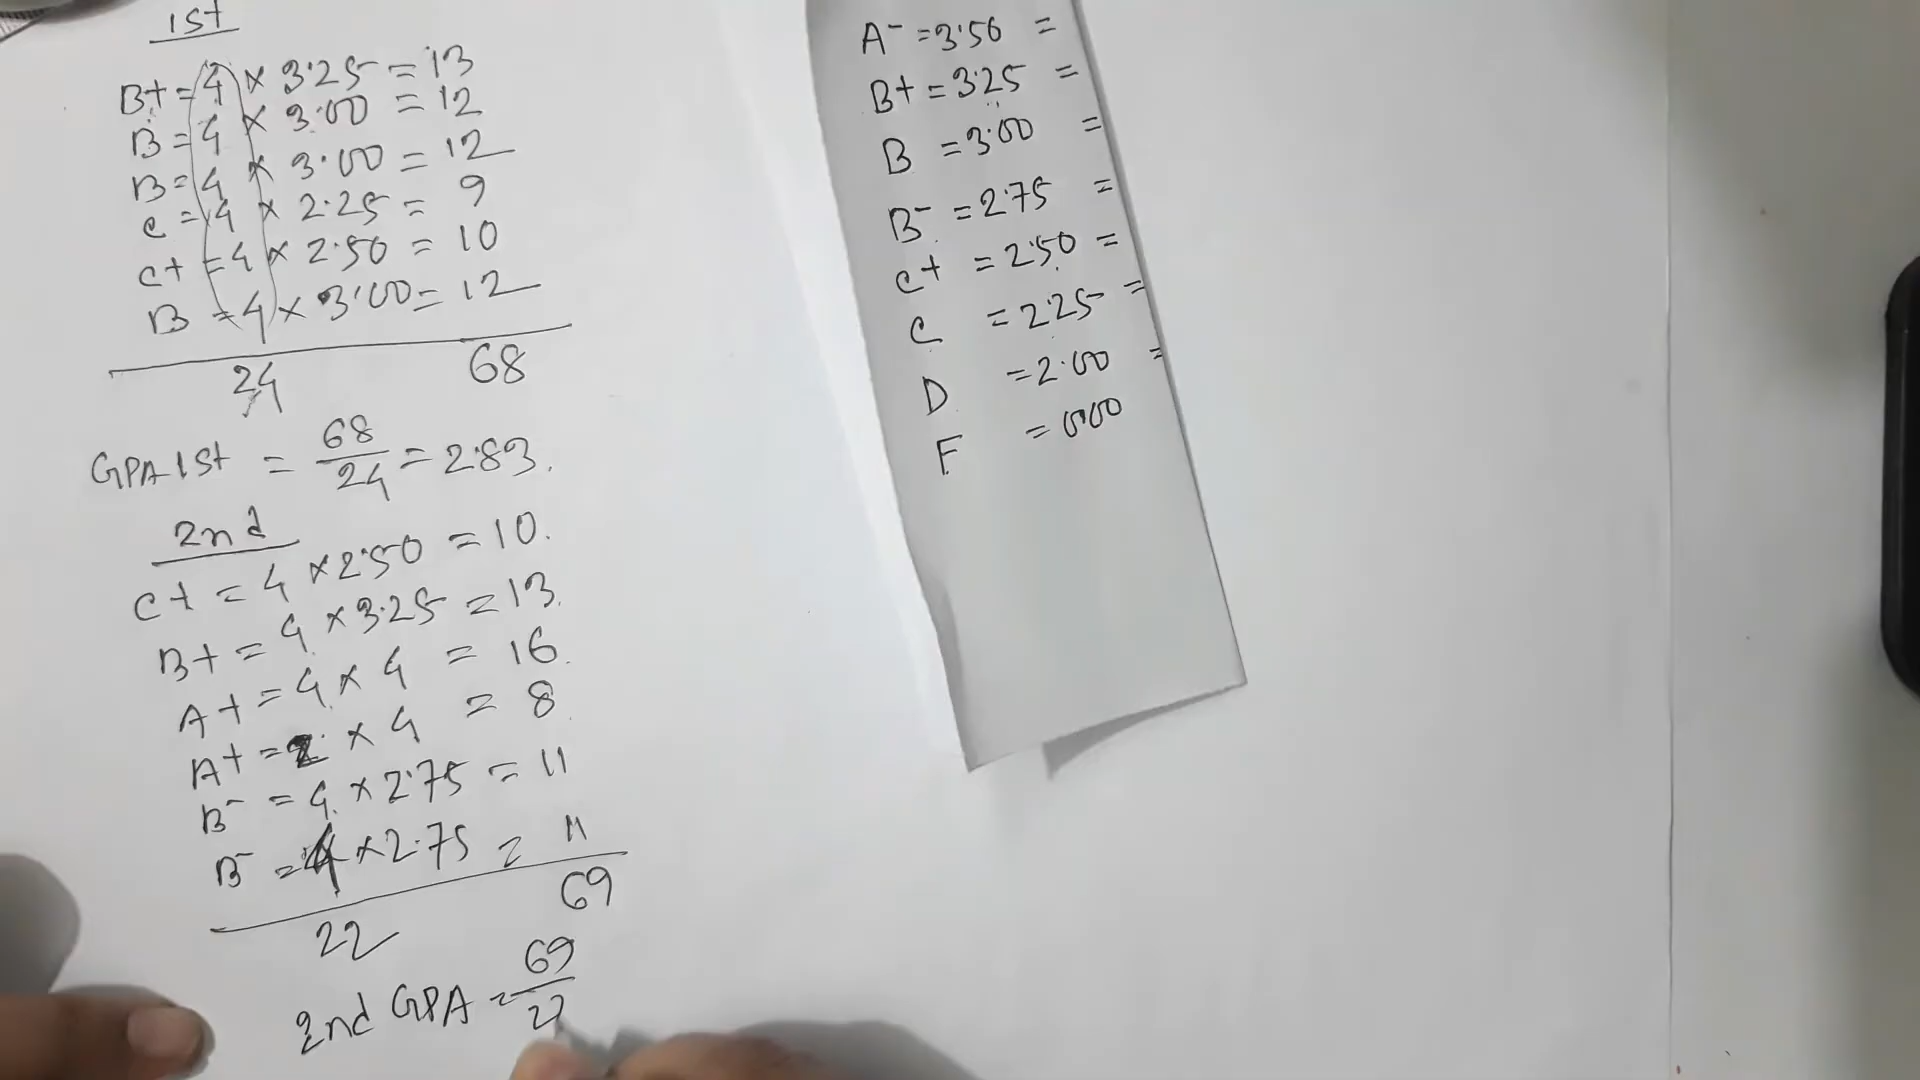 1st
B+ = 4 × 3.25 = 13
B = 4 × 3.00 = 12
B = 4 × 3.00 = 12
C = 4 × 2.25 = 9
C+ = 4 × 2.50 = 10
B = 4 × 3.00 = 12
24 68
GPA 1st = 68/24 = 2.83.
2nd
C+ = 4 × 2.50 = 10.
B+ = 4 × 3.25 = 13.
A+ = 4 × 4 = 16.
A+ = 2 × 4 = 8
B- = 4 × 2.75 = 11
B- = 4 × 2.75 = 11
22 69
2nd GPA = 69/22
A- = 3.50 =
B+ = 3.25 =
B = 3.00 =
B- = 2.75 =
C+ = 2.50 =
C = 2.25 =
D = 2.00 =
F = 0.00